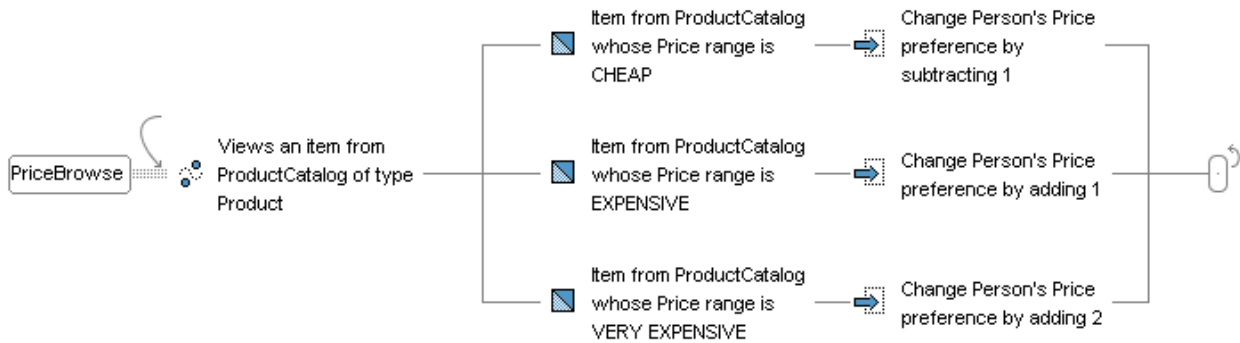 PriceBrowse
Views an item from
ProductCatalog of type
Product
Item from ProductCatalog
whose Price range is
CHEAP
Change Person's Price
preference by
subtracting 1
Item from ProductCatalog
whose Price range is
EXPENSIVE
Change Person's Price
preference by adding 1
Item from ProductCatalog
whose Price range is
VERY EXPENSIVE
Change Person's Price
preference by adding 2